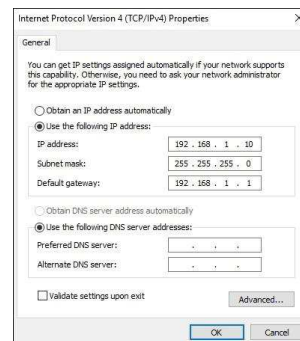 Internet Protocol Version 4 (TCP/IPv4) Properties
General
You can get IP settings assigned automatically if your network supports
this capability. Otherwise, you need to ask your network administrator
for the appropriate IP settings.
Obtain an IP address automatically
Use the following IP address:
IP address: 192 . 168 . 1 . 10
Subnet mask: 255 . 255 . 255 . 0
Default gateway: 192 . 168 . 1 . 1
Obtain DNS server address automatically
Use the following DNS server addresses:
Preferred DNS server: . . .
Alternate DNS server: . . .
Validate settings upon exit
Advanced...
OK Cancel